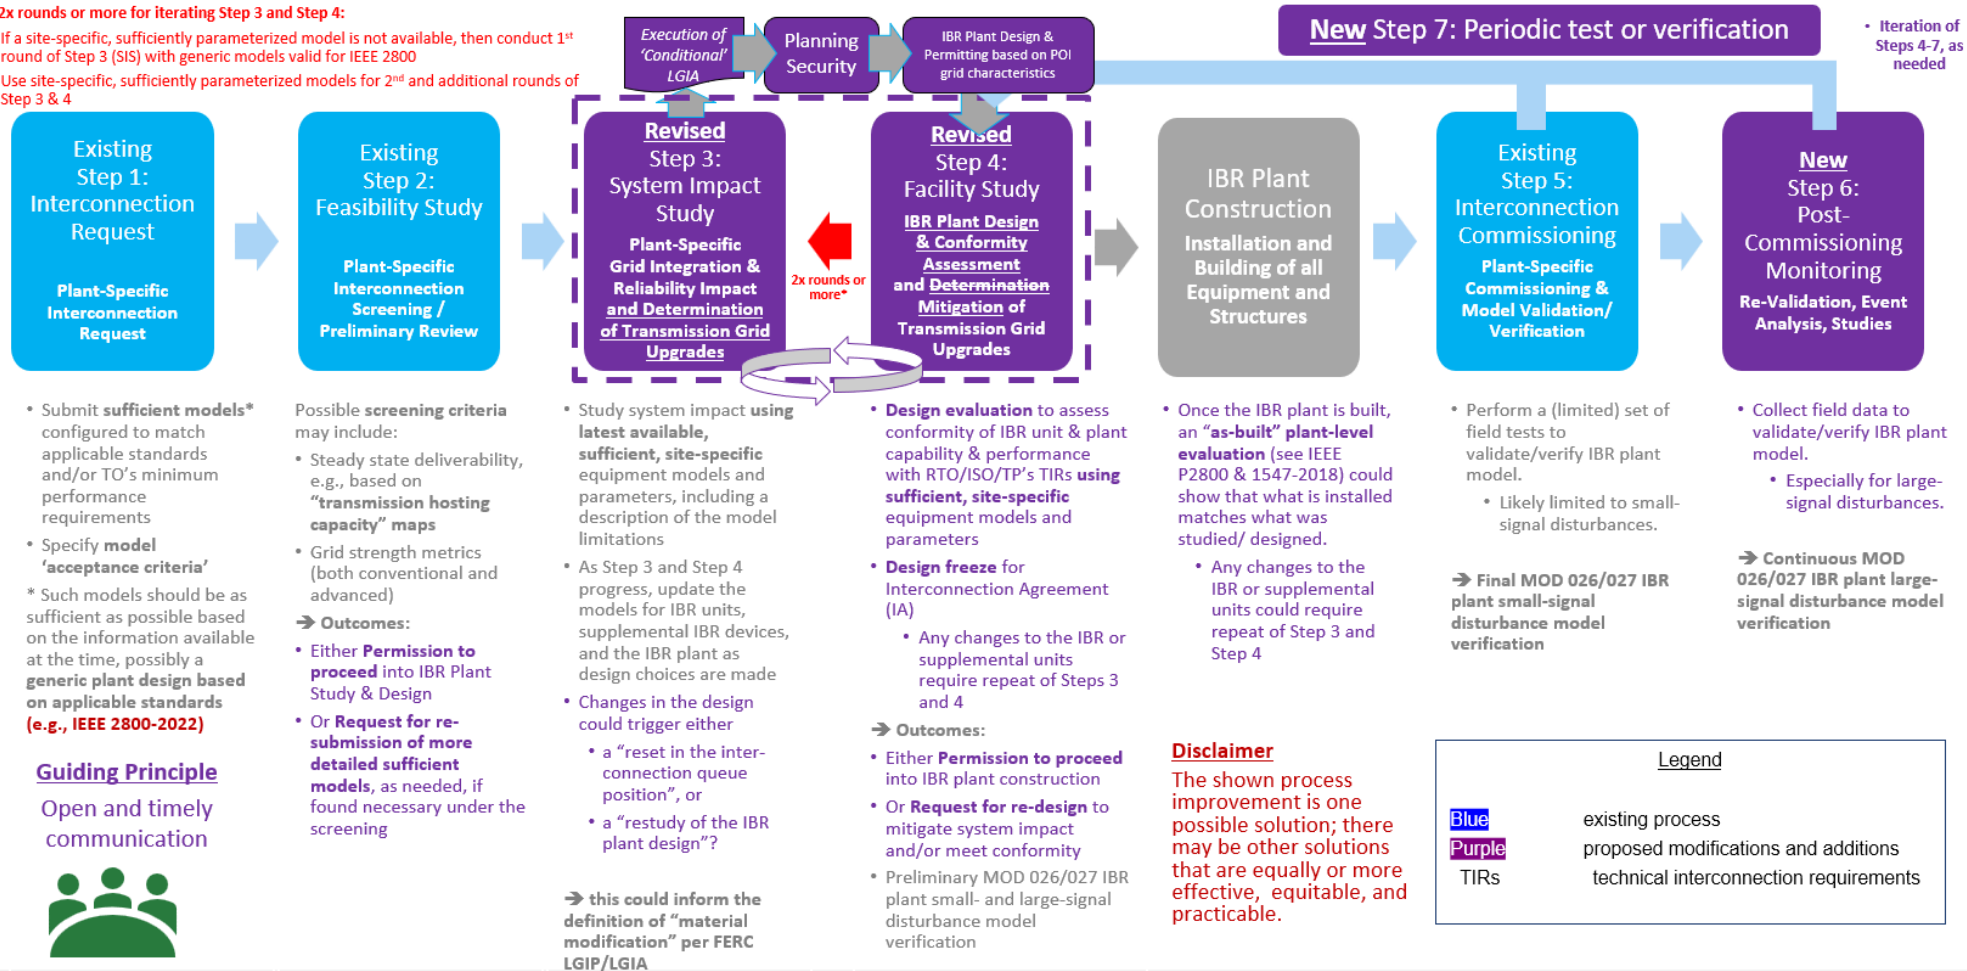 2x rounds or more for iterating Step 3 and Step 4:
If a site-specific, sufficiently parameterized model is not available, then conduct 1st
round of Step 3 (SIS) with generic models valid for IEEE 2800
Use site-specific, sufficiently parameterized models for 2nd and additional rounds of
Step 3 & 4
Execution of
‘Conditional’
LGIA
Planning
Security
IBR Plant Design &
Permitting based on POI
grid characteristics
New Step 7: Periodic test or verification
• Iteration of
Steps 4-7, as
needed
Existing
Step 1:
Interconnection
Request
Plant-Specific
Interconnection
Request
Existing
Step 2:
Feasibility Study
Plant-Specific
Interconnection
Screening /
Preliminary Review
Revised
Step 3:
System Impact
Study
Plant-Specific
Grid Integration &
Reliability Impact
and Determination
of Transmission Grid
Upgrades
2x rounds or
more*
Revised
Step 4:
Facility Study
IBR Plant Design
& Conformity
Assessment
and Determination
Mitigation of
Transmission Grid
Upgrades
IBR Plant
Construction
Installation and
Building of all
Equipment and
Structures
Existing
Step 5:
Interconnection
Commissioning
Plant-Specific
Commissioning &
Model Validation/
Verification
New
Step 6:
Post-
Commissioning
Monitoring
Re-Validation, Event
Analysis, Studies
• Submit sufficient models*
configured to match
applicable standards
and/or TO’s minimum
performance
requirements
• Specify model
‘acceptance criteria’
* Such models should be as
sufficient as possible based
on the information available
at the time, possibly a
generic plant design based
on applicable standards
(e.g., IEEE 2800-2022)
Guiding Principle
Open and timely
communication
Possible screening criteria
may include:
• Steady state deliverability,
e.g., based on
“transmission hosting
capacity” maps
• Grid strength metrics
(both conventional and
advanced)
➔ Outcomes:
• Either Permission to
proceed into IBR Plant
Study & Design
• Or Request for re-
submission of more
detailed sufficient
models, as needed, if
found necessary under the
screening
• Study system impact using
latest available,
sufficient, site-specific
equipment models and
parameters, including a
description of the model
limitations
• As Step 3 and Step 4
progress, update the
models for IBR units,
supplemental IBR devices,
and the IBR plant as
design choices are made
• Changes in the design
could trigger either
• a “reset in the inter-
connection queue
position”, or
• a “restudy of the IBR
plant design”?
➔ this could inform the
definition of “material
modification” per FERC
LGIP/LGIA
• Design evaluation to assess
conformity of IBR unit & plant
capability & performance
with RTO/ISO/TP’s TIRs using
sufficient, site-specific
equipment models and
parameters
• Design freeze for
Interconnection Agreement
(IA)
• Any changes to the IBR or
supplemental units
require repeat of Steps 3
and 4
➔ Outcomes:
• Either Permission to proceed
into IBR plant construction
• Or Request for re-design to
mitigate system impact
and/or meet conformity
• Preliminary MOD 026/027 IBR
plant small- and large-signal
disturbance model
verification
• Once the IBR plant is built,
an “as-built” plant-level
evaluation (see IEEE
P2800 & 1547-2018) could
show that what is installed
matches what was
studied/ designed.
• Any changes to the
IBR or supplemental
units could require
repeat of Step 3 and
Step 4
Disclaimer
The shown process
improvement is one
possible solution; there
may be other solutions
that are equally or more
effective, equitable, and
practicable.
• Perform a (limited) set of
field tests to
validate/verify IBR plant
model.
• Likely limited to small-
signal disturbances.
➔ Final MOD 026/027 IBR
plant small-signal
disturbance model
verification
• Collect field data to
validate/verify IBR plant
model.
• Especially for large-
signal disturbances.
➔ Continuous MOD
026/027 IBR plant large-
signal disturbance model
verification
Legend
Blue existing process
Purple proposed modifications and additions
TIRs technical interconnection requirements